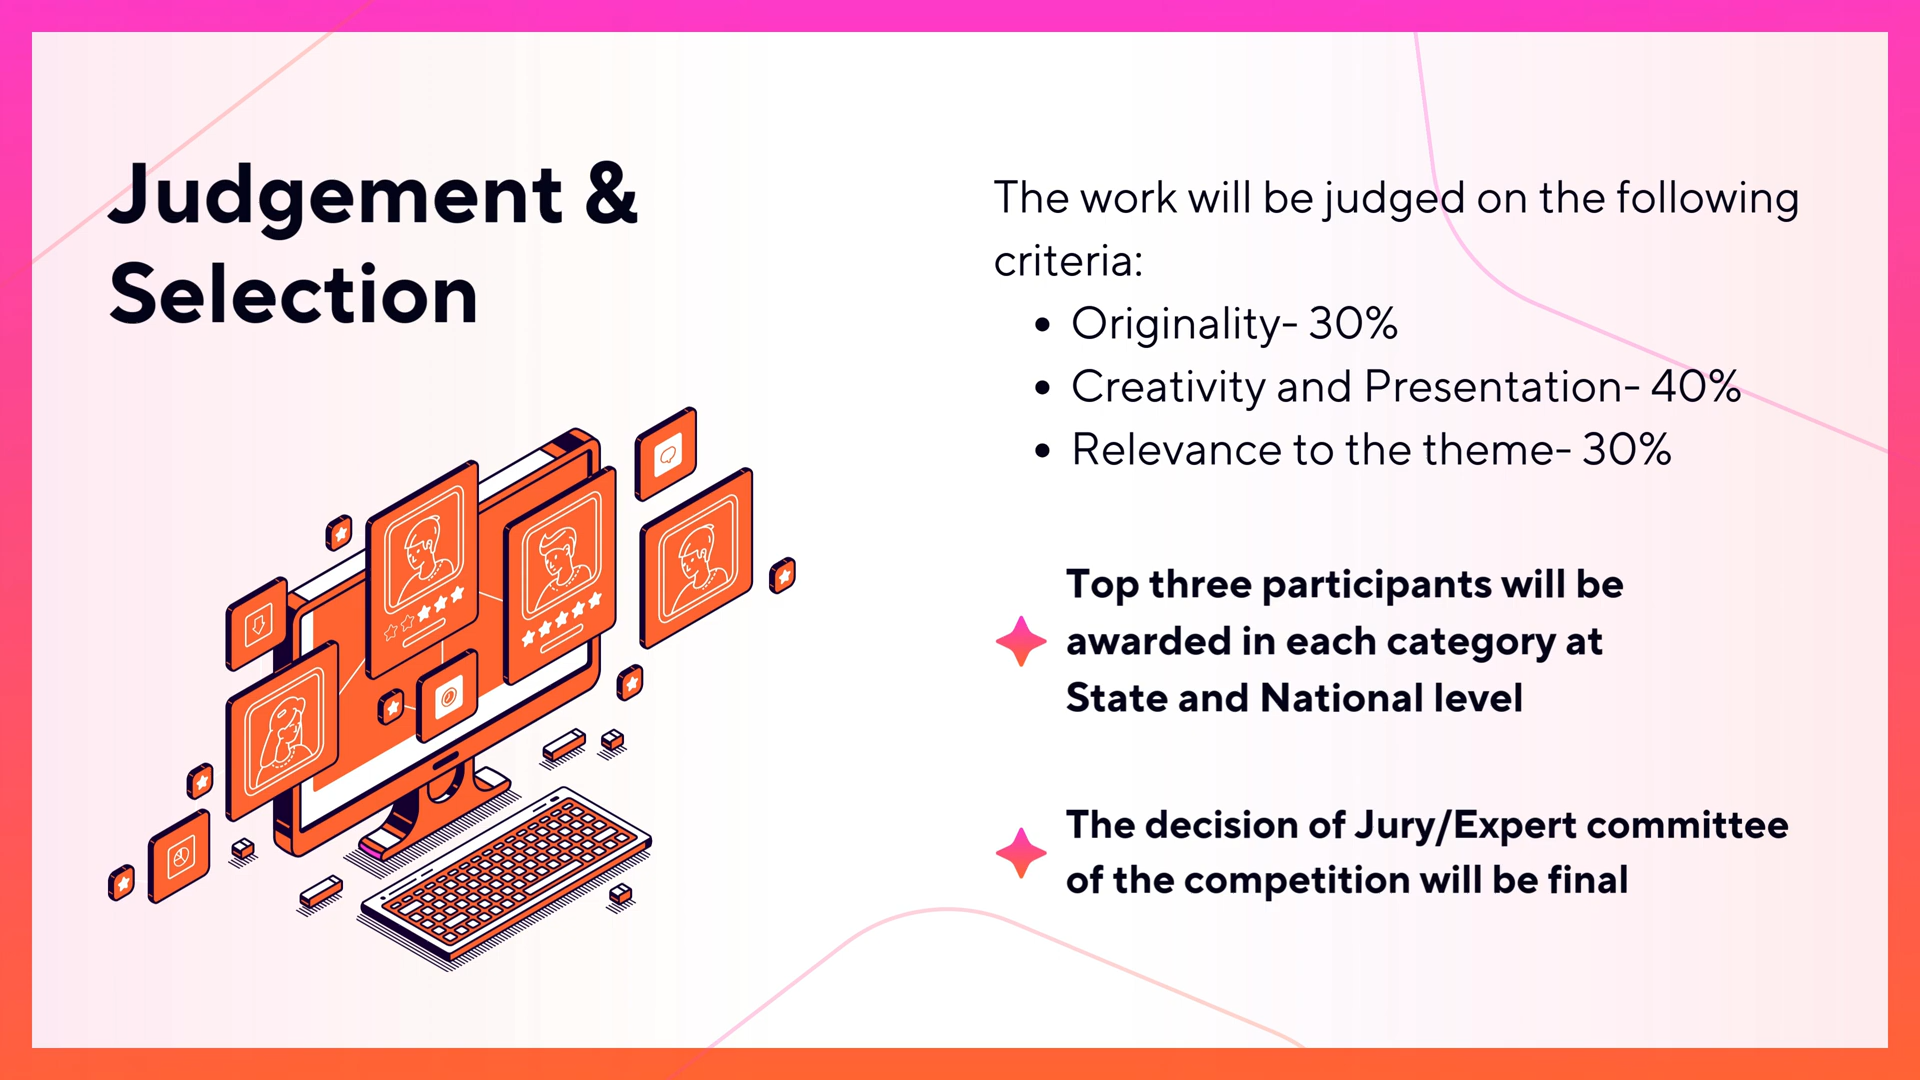 Judgement &
Selection
The work will be judged on the following
criteria:
• Originality- 30%
• Creativity and Presentation- 40%
• Relevance to the theme- 30%
Top three participants will be
awarded in each category at
State and National level
The decision of Jury/Expert committee
of the competition will be final